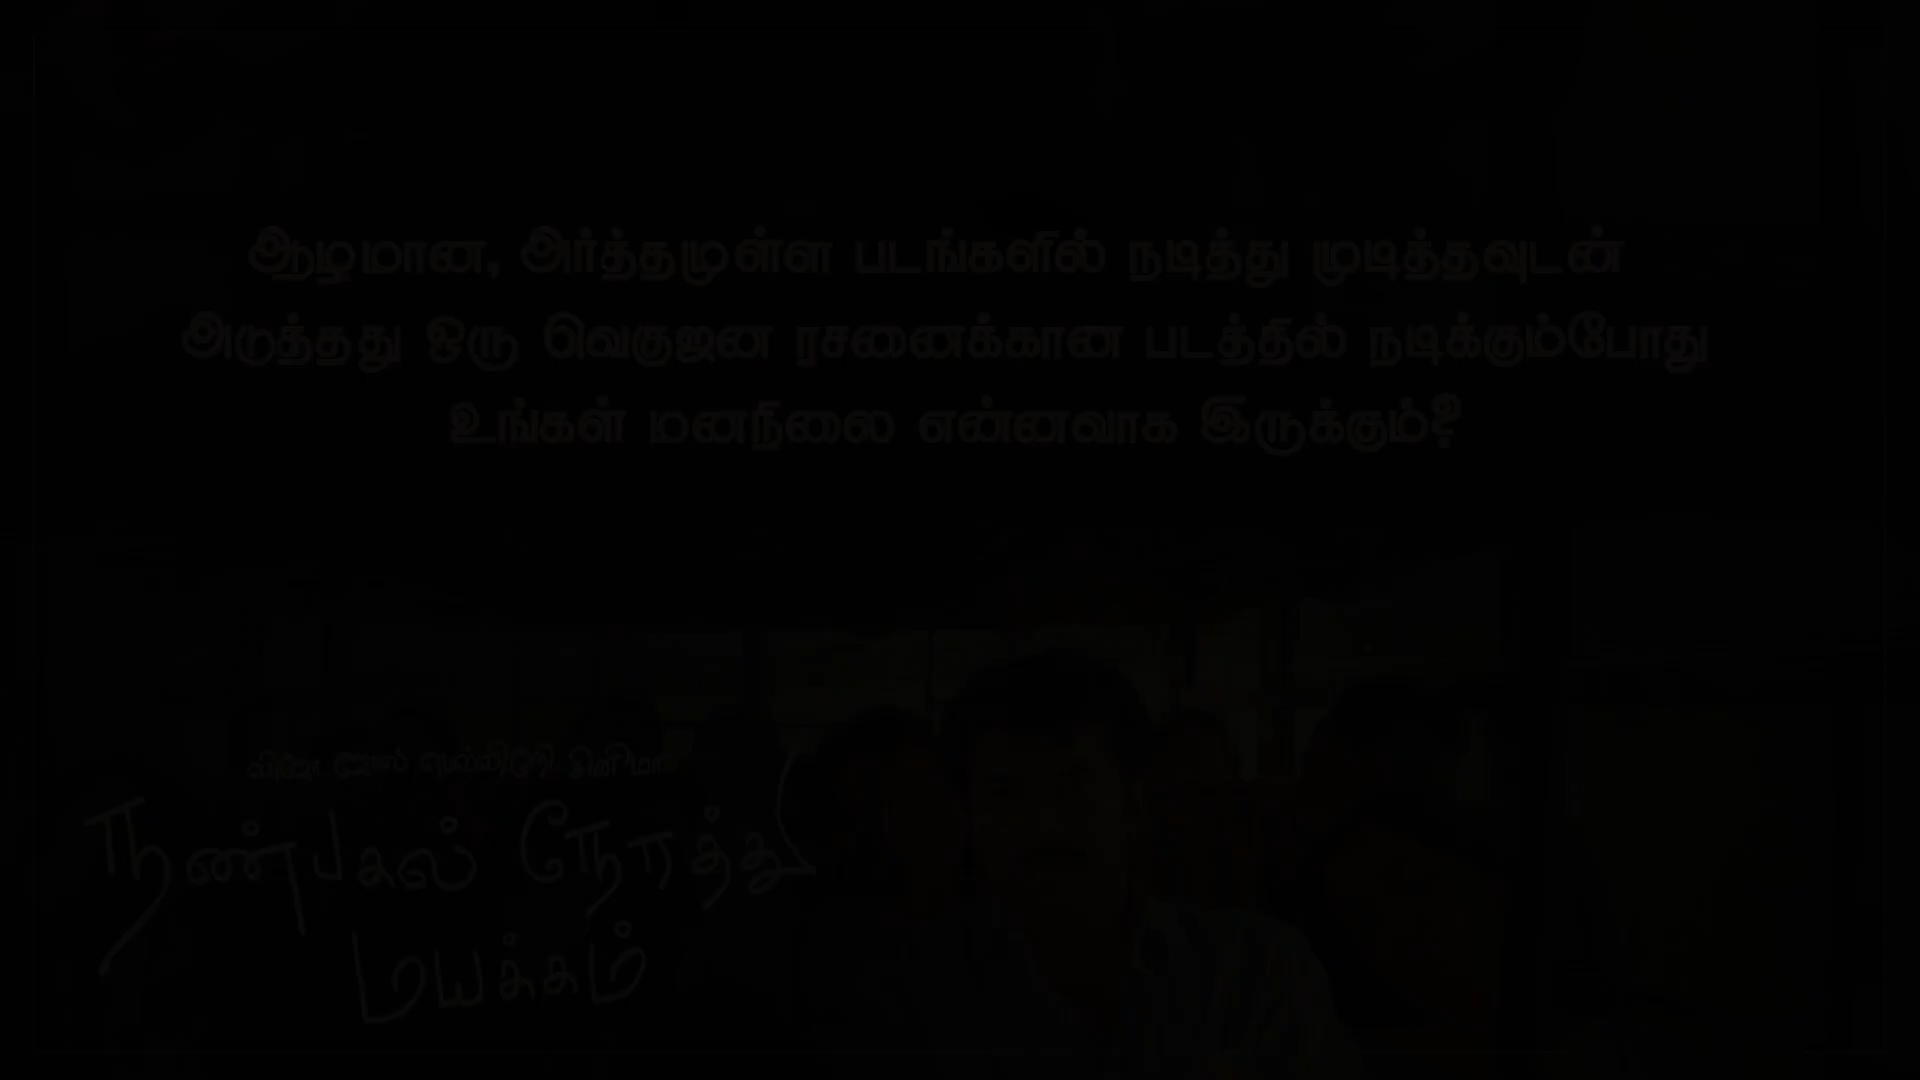 ஆழமான, அர்த்தமுள்ள படங்களில் நடித்து முடித்தவுடன்
அடுத்தது ஒரு வெகுஜன ரசனைக்கான படத்தில் நடிக்கும்போது
உங்கள் மனநிலை என்னவாக இருக்கும்?
நண்பகல் நேரத்து
மயக்கம்